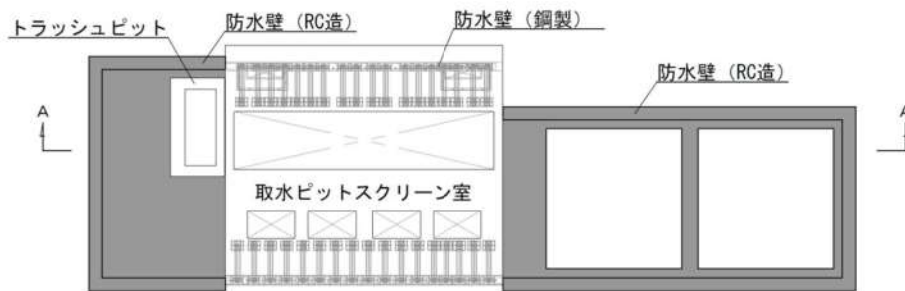 トラッシュピット
防水壁（RC造）
防水壁（鋼製）
防水壁（RC造）
A
A
取水ピットスクリーン室